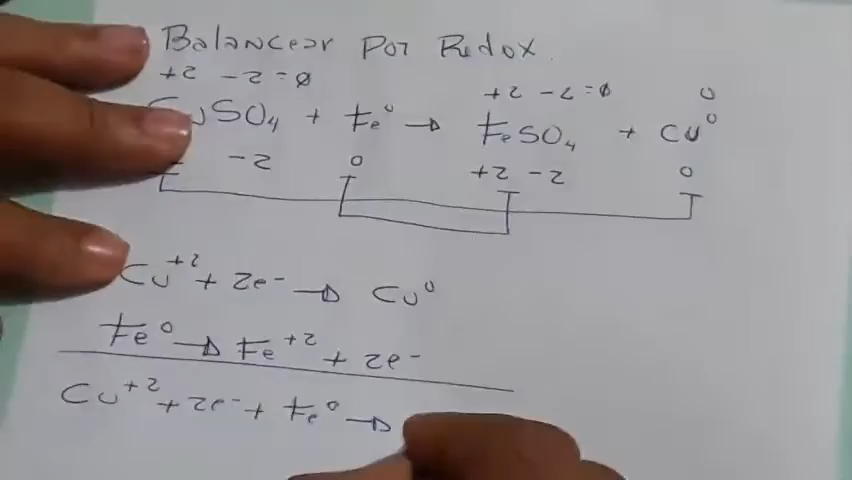 Balancear Por Redox.
+2 -2=0 +2 -2=0 0
CuSO4 + Fe⁰ → FeSO4 + Cu⁰
-2 0 +2 -2 0
Cu⁺² + 2e⁻ → Cu⁰
Fe⁰ → Fe⁺² + 2e⁻
Cu⁺² + 2e⁻ + Fe⁰ →